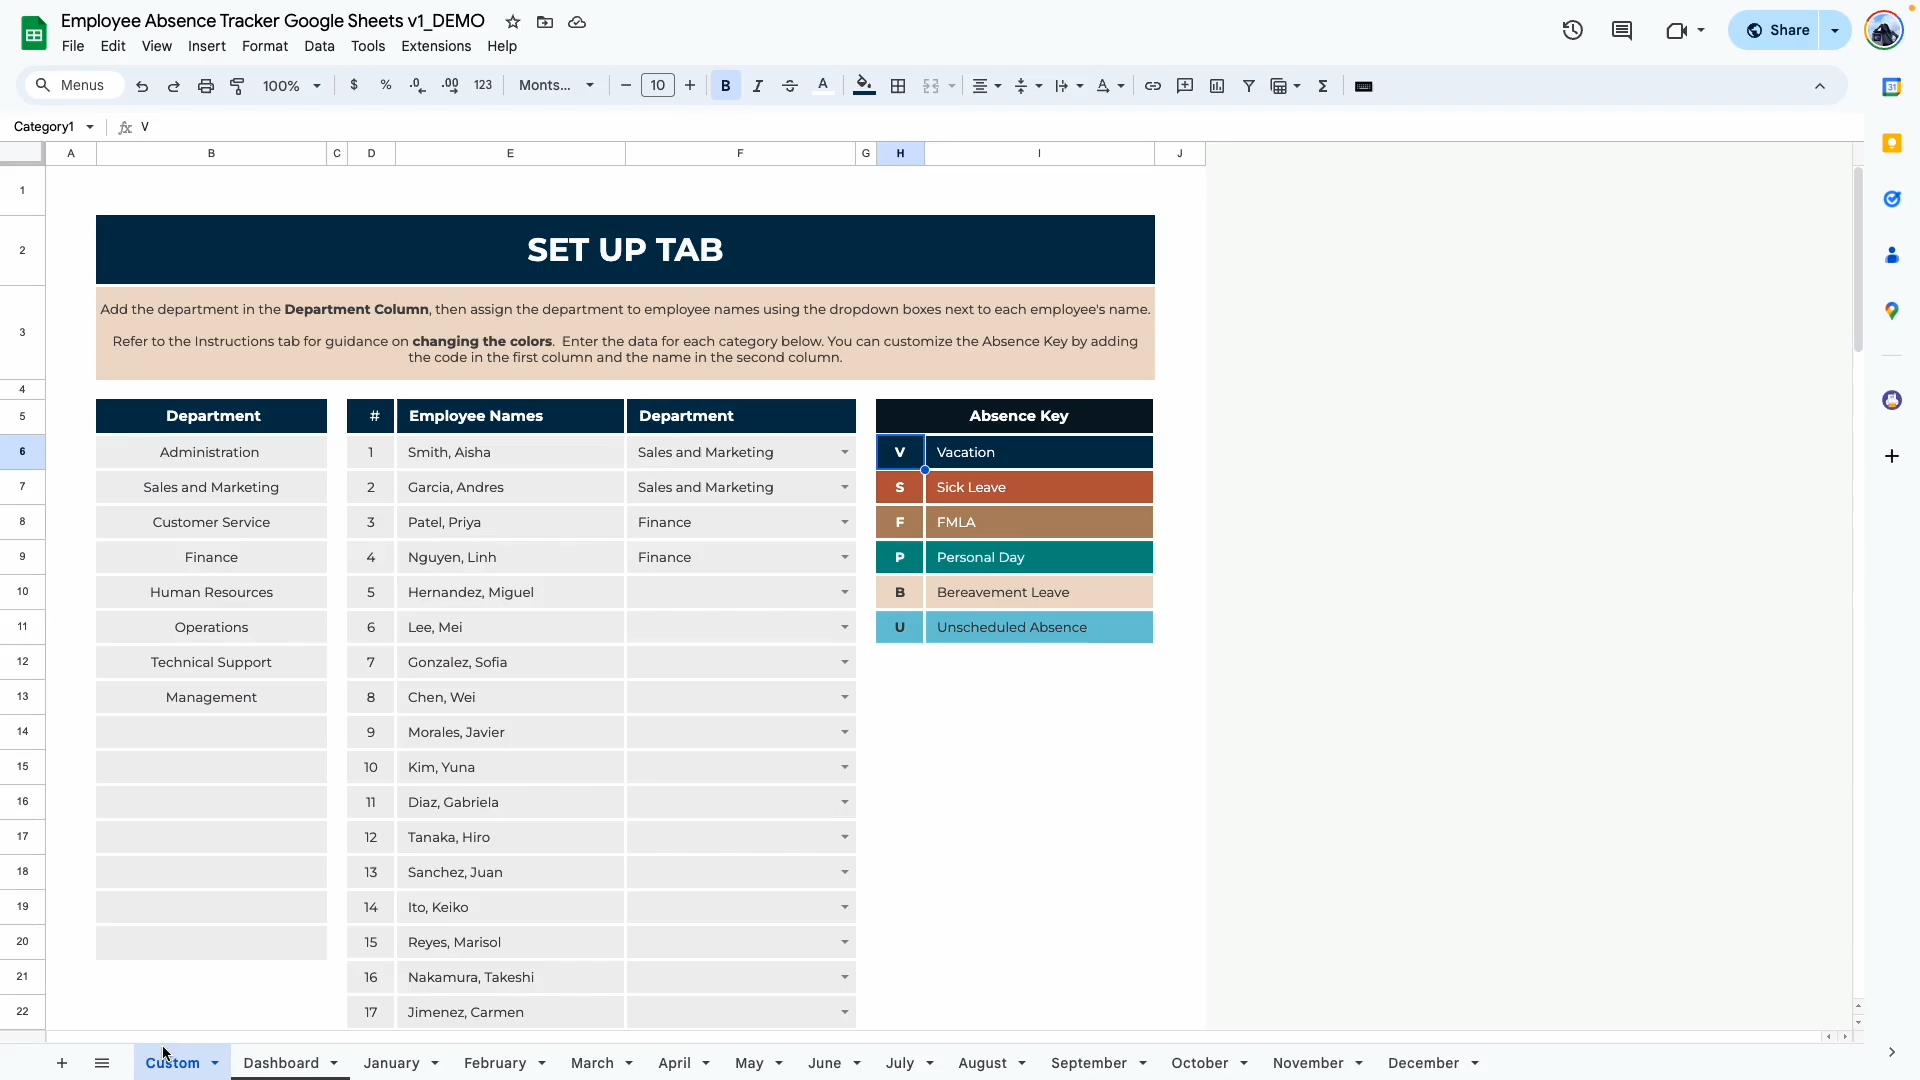 Employee Absence Tracker Google Sheets v1_DEMO
File Edit View Insert Format Data Tools Extensions Help
Share
Menus 100% $ % .0 .00 123 Monts... 10 B I A
Category1 fx V
A B C D E F G H I J
1
2 SET UP TAB
3 Add the department in the Department Column, then assign the department to employee names using the dropdown boxes next to each employee's name.
Refer to the Instructions tab for guidance on changing the colors. Enter the data for each category below. You can customize the Absence Key by adding
the code in the first column and the name in the second column.
4
5 Department # Employee Names Department Absence Key
6 Administration 1 Smith, Aisha Sales and Marketing V Vacation
7 Sales and Marketing 2 Garcia, Andres Sales and Marketing S Sick Leave
8 Customer Service 3 Patel, Priya Finance F FMLA
9 Finance 4 Nguyen, Linh Finance P Personal Day
10 Human Resources 5 Hernandez, Miguel B Bereavement Leave
11 Operations 6 Lee, Mei U Unscheduled Absence
12 Technical Support 7 Gonzalez, Sofia
13 Management 8 Chen, Wei
14 9 Morales, Javier
15 10 Kim, Yuna
16 11 Diaz, Gabriela
17 12 Tanaka, Hiro
18 13 Sanchez, Juan
19 14 Ito, Keiko
20 15 Reyes, Marisol
21 16 Nakamura, Takeshi
22 17 Jimenez, Carmen
Custom Dashboard January February March April May June July August September October November December